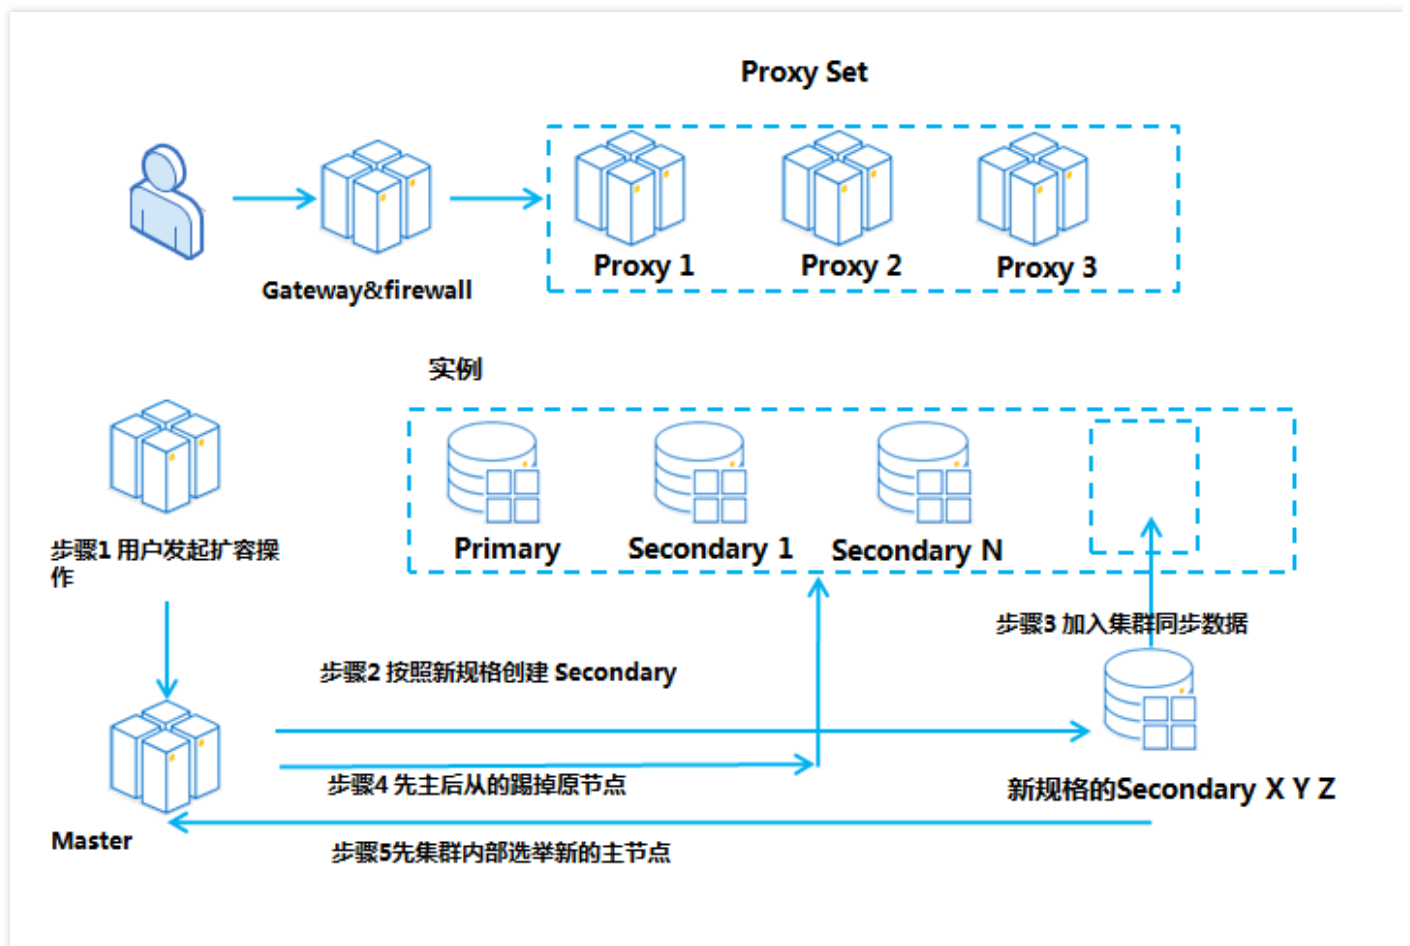 Proxy Set
Proxy 1
Proxy 2
Proxy 3
Gateway&firewall
实例
Primary
Secondary 1
Secondary N
步骤1 用户发起扩容操
作
步骤3 加入集群同步数据
步骤2 按照新规格创建 Secondary
步骤4 先主后从的踢掉原节点
新规格的Secondary X Y Z
Master
步骤5先集群内部选举新的主节点